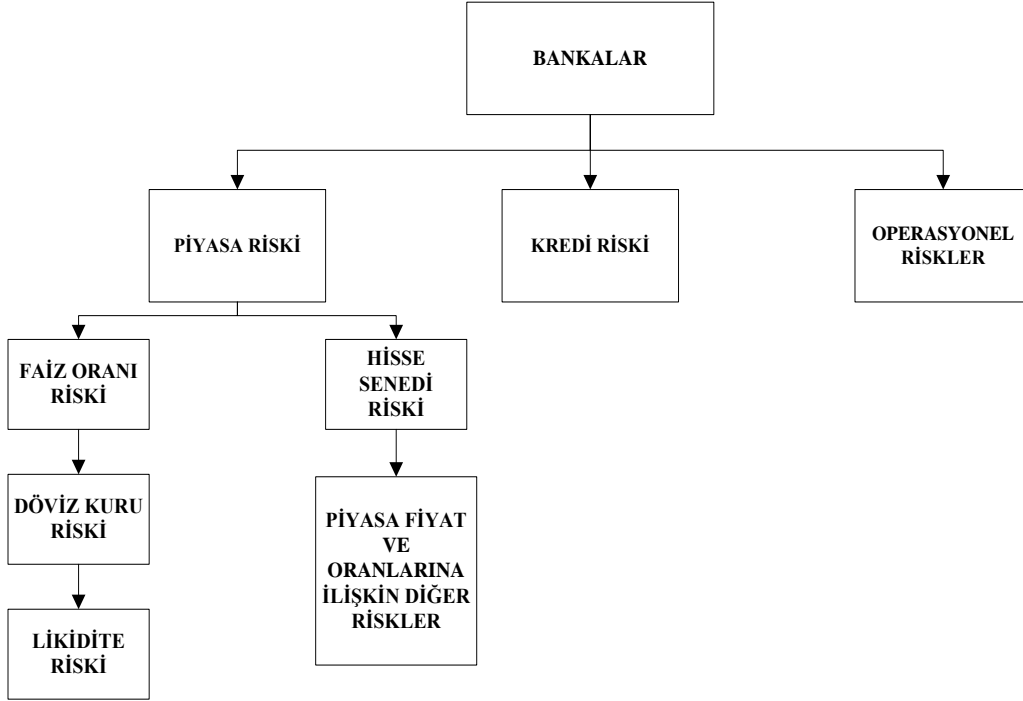 BANKALAR
PİYASA RİSKİ
KREDİ RİSKİ
OPERASYONEL
RİSKLER
FAİZ ORANI
RİSKİ
HİSSE
SENEDİ
RİSKİ
DÖVİZ KURU
RİSKİ
PİYASA FİYAT
VE
ORANLARINA
İLİŞKİN DİĞER
RİSKLER
LİKİDİTE
RİSKİ